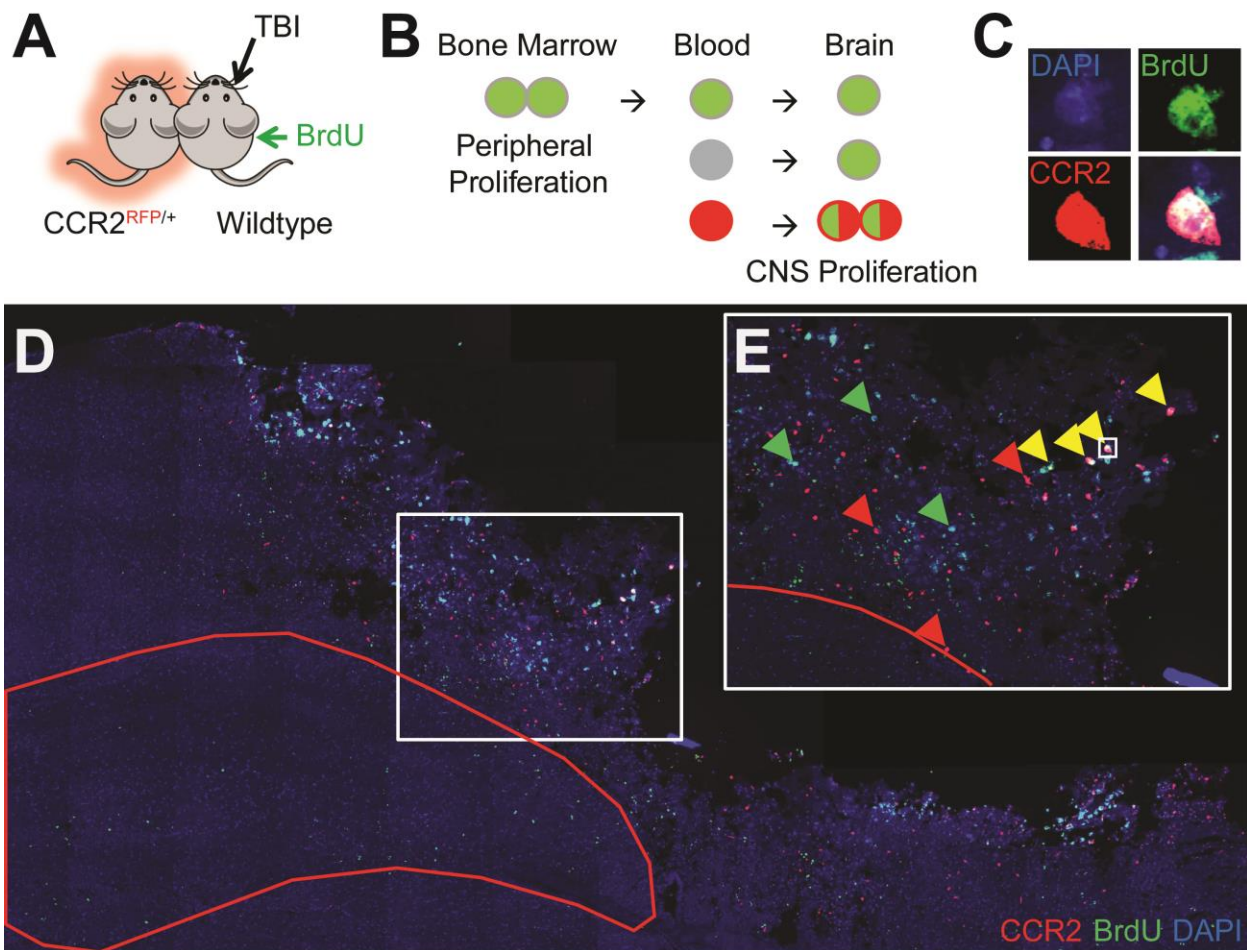 A
TBI
BrdU
CCR2RFP/+
Wildtype
B
Bone Marrow
Blood
Brain
Peripheral
Proliferation
CNS Proliferation
C
DAPI
BrdU
CCR2
D
E
CCR2 BrdU DAPI